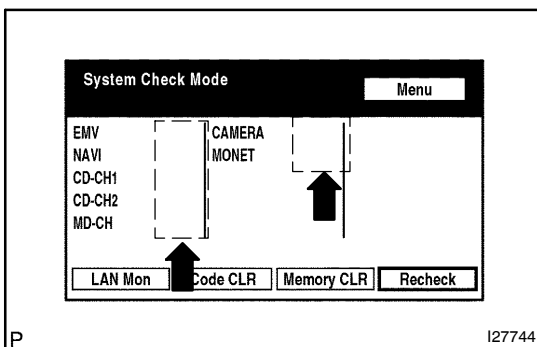 System Check Mode
Menu
EMV
NAVI
CD-CH1
CD-CH2
MD-CH
CAMERA
MONET
LAN Mon
Code CLR
Memory CLR
Recheck
P
I27744